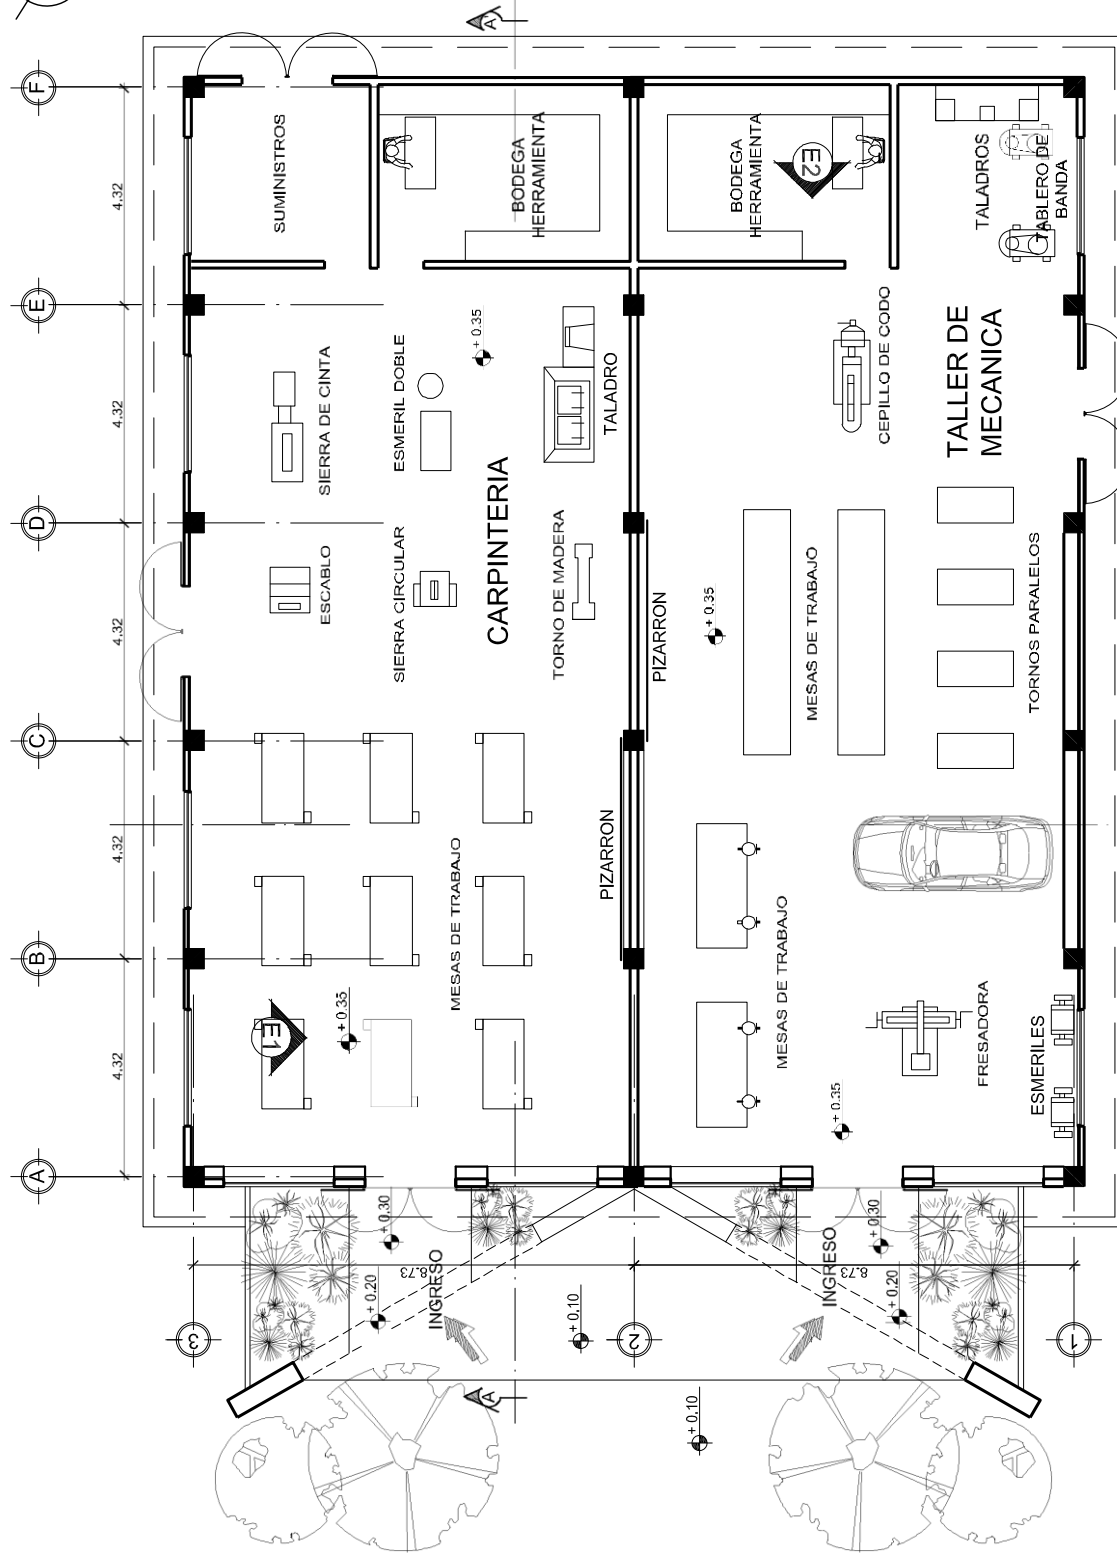 A'
F
E
D
C
B
A
4.32
4.32
4.32
4.32
4.32
SUMINISTROS
BODEGA
HERRAMIENTA
BODEGA
HERRAMIENTA
E2
TALADROS
TABLERO DE
BANDA
SIERRA DE CINTA
ESMERIL DOBLE
+ 0.35
TALADRO
CEPILLO DE CODO
TALLER DE
MECANICA
ESCABLO
SIERRA CIRCULAR
CARPINTERIA
TORNO DE MADERA
PIZARRON
+ 0.35
MESAS DE TRABAJO
TORNOS PARALELOS
MESAS DE TRABAJO
PIZARRON
MESAS DE TRABAJO
E1
+ 0.35
FRESADORA
ESMERILES
+ 0.35
+ 0.30
+ 0.20
8.73
INGRESO
+ 0.10
INGRESO
8.73
+ 0.30
+ 0.20
3
2
1
A
+ 0.10